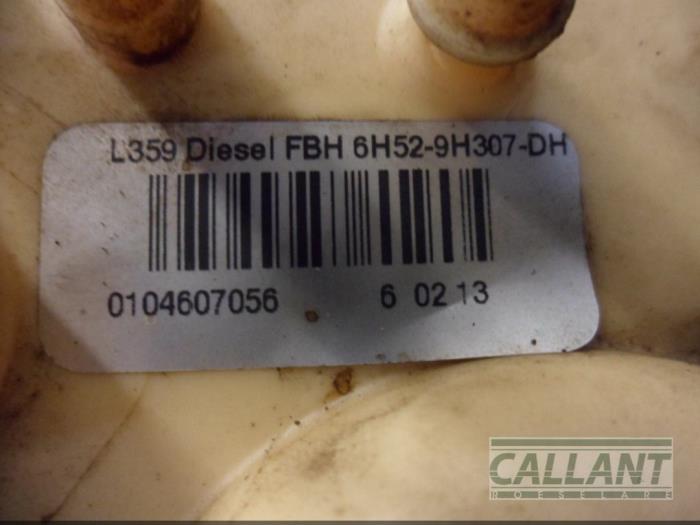 L359 Diesel FBH 6H52-9H307-DH
0104607056 6 02 13
CALLANT
ROESELARE